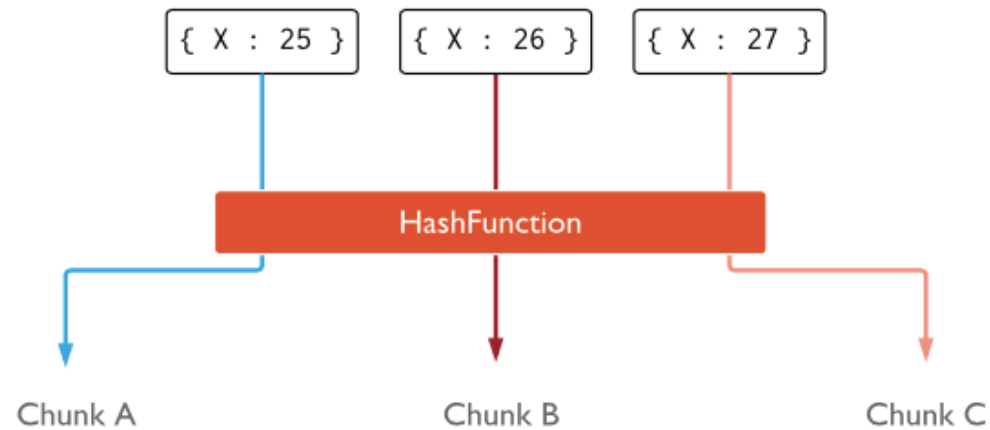 { X : 25 } { X : 26 } { X : 27 }
HashFunction
Chunk A Chunk B Chunk C